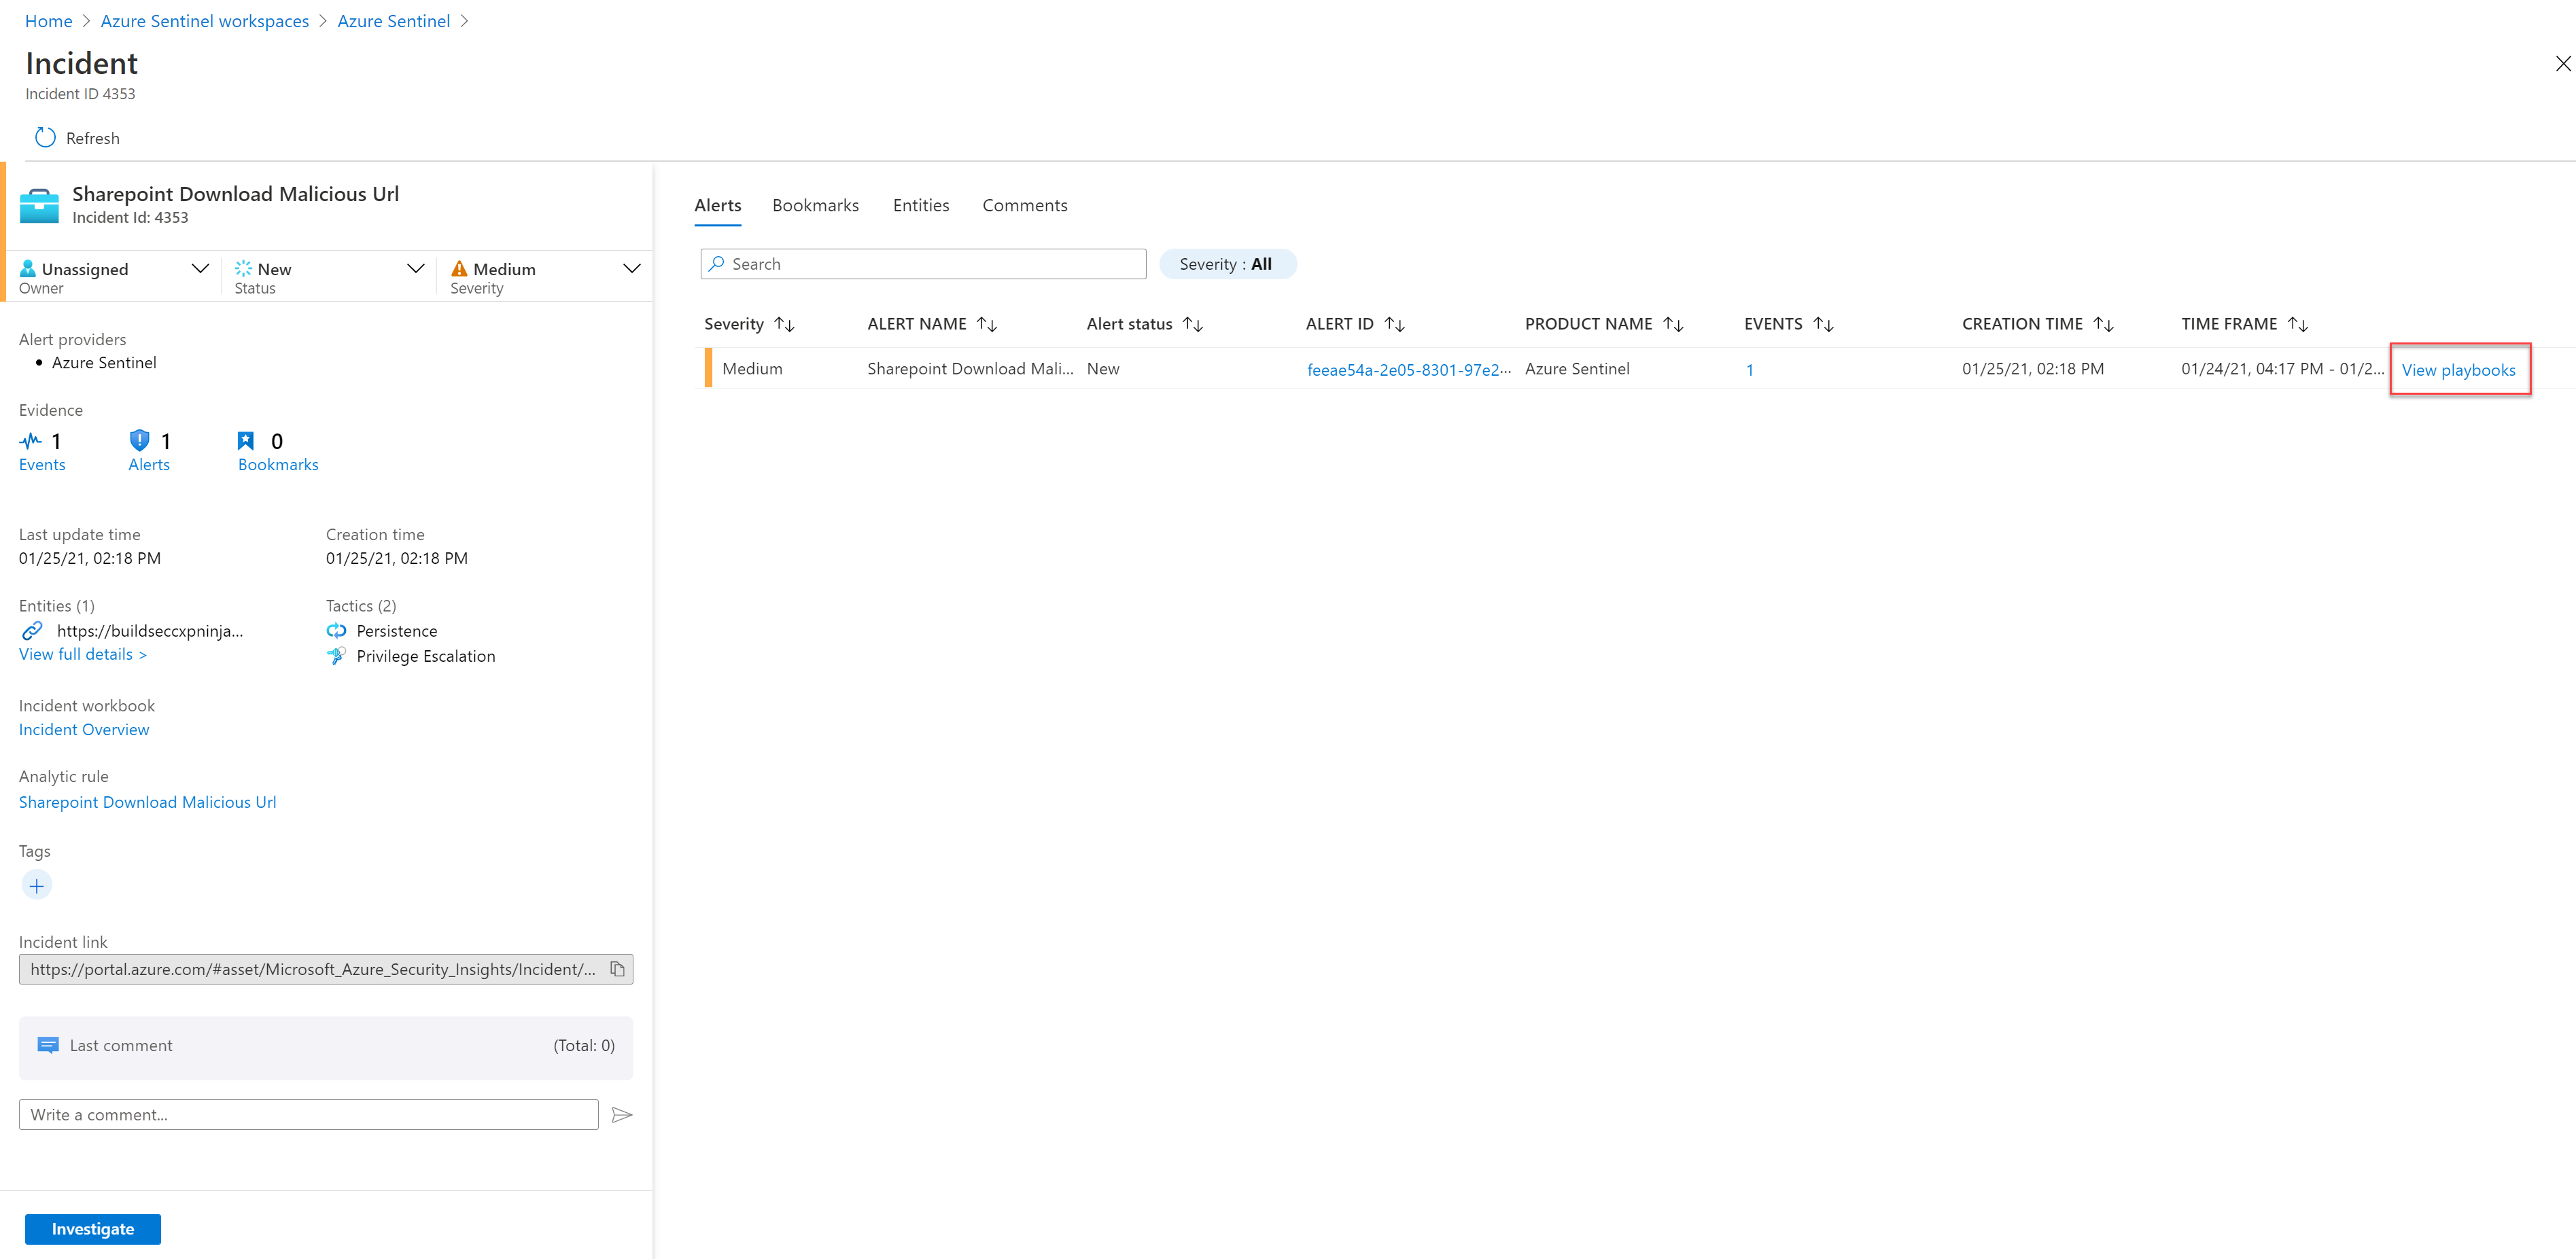 Home > Azure Sentinel workspaces > Azure Sentinel >
Incident
Incident ID 4353
Refresh
Sharepoint Download Malicious Url
Incident Id: 4353
Unassigned New Medium
Owner Status Severity
Alert providers
• Azure Sentinel
Evidence
1 1 0
Events Alerts Bookmarks
Last update time Creation time
01/25/21, 02:18 PM 01/25/21, 02:18 PM
Entities (1) Tactics (2)
https://buildseccxpninja... Persistence
View full details > Privilege Escalation
Incident workbook
Incident Overview
Analytic rule
Sharepoint Download Malicious Url
Tags
+
Incident link
https://portal.azure.com/#asset/Microsoft_Azure_Security_Insights/Incident/...
Last comment (Total: 0)
Write a comment...
Investigate
Alerts Bookmarks Entities Comments
Search Severity : All
Severity ALERT NAME Alert status ALERT ID PRODUCT NAME EVENTS CREATION TIME TIME FRAME
Medium Sharepoint Download Mali... New feeae54a-2e05-8301-97e2... Azure Sentinel 1 01/25/21, 02:18 PM 01/24/21, 04:17 PM - 01/2... View playbooks